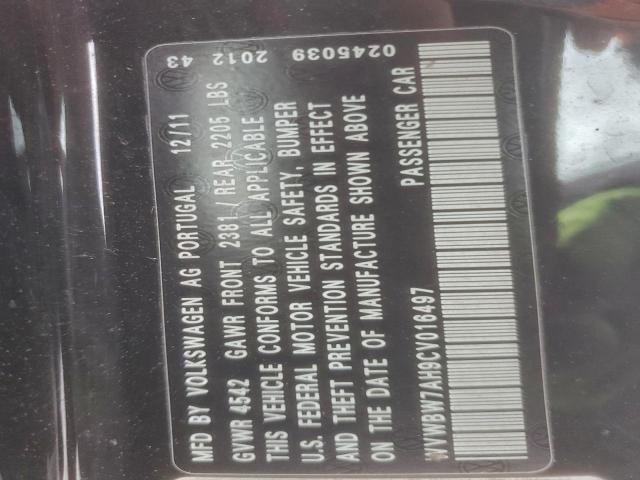 MFD BY VOLKSWAGEN AG PORTUGAL 12/11 2012 43
GVWR 4542 GAWR FRONT 2381 / REAR 2205 LBS
THIS VEHICLE CONFORMS TO ALL APPLICABLE 0245039
U.S. FEDERAL MOTOR VEHICLE SAFETY, BUMPER
AND THEFT PREVENTION STANDARDS IN EFFECT
ON THE DATE OF MANUFACTURE SHOWN ABOVE
WVWBW7AH9CV016497 PASSENGER CAR